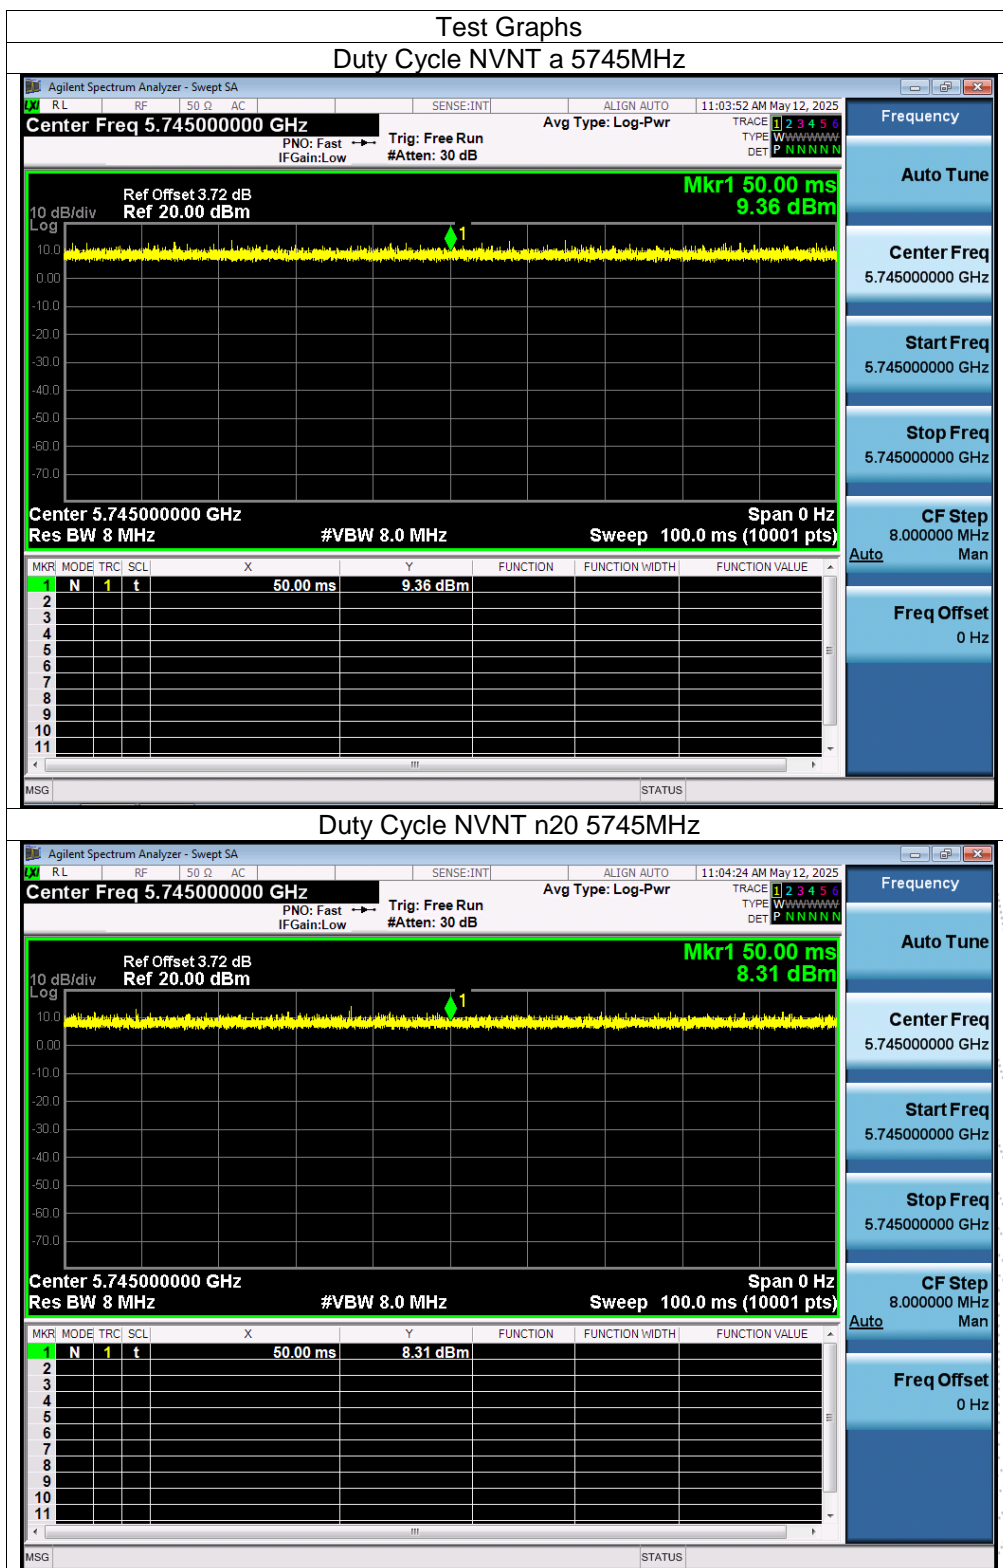 Test Graphs
Duty Cycle NVNT a 5745MHz
Agilent Spectrum Analyzer - Swept SA
LXI RL RF 50 Ω AC SENSE:INT ALIGN AUTO 11:03:52 AM May 12, 2025
Center Freq 5.745000000 GHz
PNO: Fast
IFGain:Low
Trig: Free Run
#Atten: 30 dB
Avg Type: Log-Pwr
TRACE 1 2 3 4 5 6
TYPE WWWWWW
DET P N N N N N
Mkr1 50.00 ms
9.36 dBm
Ref Offset 3.72 dB
10 dB/div Ref 20.00 dBm
Log
1
10.0
0.00
-10.0
-20.0
-30.0
-40.0
-50.0
-60.0
-70.0
Center 5.745000000 GHz Span 0 Hz
Res BW 8 MHz #VBW 8.0 MHz Sweep 100.0 ms (10001 pts)
MKR MODE TRC SCL X Y FUNCTION FUNCTION WIDTH FUNCTION VALUE
1 N 1 t 50.00 ms 9.36 dBm
2
3
4
5
6
7
8
9
10
11
MSG STATUS
Frequency
Auto Tune
Center Freq
5.745000000 GHz
Start Freq
5.745000000 GHz
Stop Freq
5.745000000 GHz
CF Step
8.000000 MHz
Auto Man
Freq Offset
0 Hz
Duty Cycle NVNT n20 5745MHz
Agilent Spectrum Analyzer - Swept SA
LXI RL RF 50 Ω AC SENSE:INT ALIGN AUTO 11:04:24 AM May 12, 2025
Center Freq 5.745000000 GHz
PNO: Fast
IFGain:Low
Trig: Free Run
#Atten: 30 dB
Avg Type: Log-Pwr
TRACE 1 2 3 4 5 6
TYPE WWWWWW
DET P N N N N N
Mkr1 50.00 ms
8.31 dBm
Ref Offset 3.72 dB
10 dB/div Ref 20.00 dBm
Log
1
10.0
0.00
-10.0
-20.0
-30.0
-40.0
-50.0
-60.0
-70.0
Center 5.745000000 GHz Span 0 Hz
Res BW 8 MHz #VBW 8.0 MHz Sweep 100.0 ms (10001 pts)
MKR MODE TRC SCL X Y FUNCTION FUNCTION WIDTH FUNCTION VALUE
1 N 1 t 50.00 ms 8.31 dBm
2
3
4
5
6
7
8
9
10
11
MSG STATUS
Frequency
Auto Tune
Center Freq
5.745000000 GHz
Start Freq
5.745000000 GHz
Stop Freq
5.745000000 GHz
CF Step
8.000000 MHz
Auto Man
Freq Offset
0 Hz